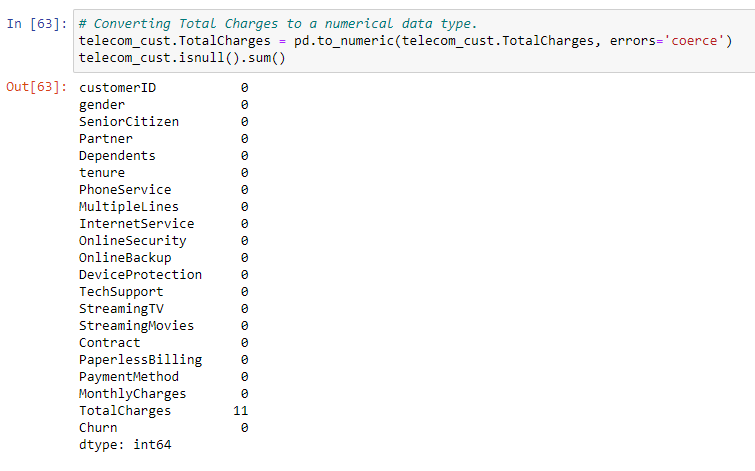 In [63]: # Converting Total Charges to a numerical data type.
telecom_cust.TotalCharges = pd.to_numeric(telecom_cust.TotalCharges, errors='coerce')
telecom_cust.isnull().sum()
Out[63]: customerID 0
gender 0
SeniorCitizen 0
Partner 0
Dependents 0
tenure 0
PhoneService 0
MultipleLines 0
InternetService 0
OnlineSecurity 0
OnlineBackup 0
DeviceProtection 0
TechSupport 0
StreamingTV 0
StreamingMovies 0
Contract 0
PaperlessBilling 0
PaymentMethod 0
MonthlyCharges 0
TotalCharges 11
Churn 0
dtype: int64